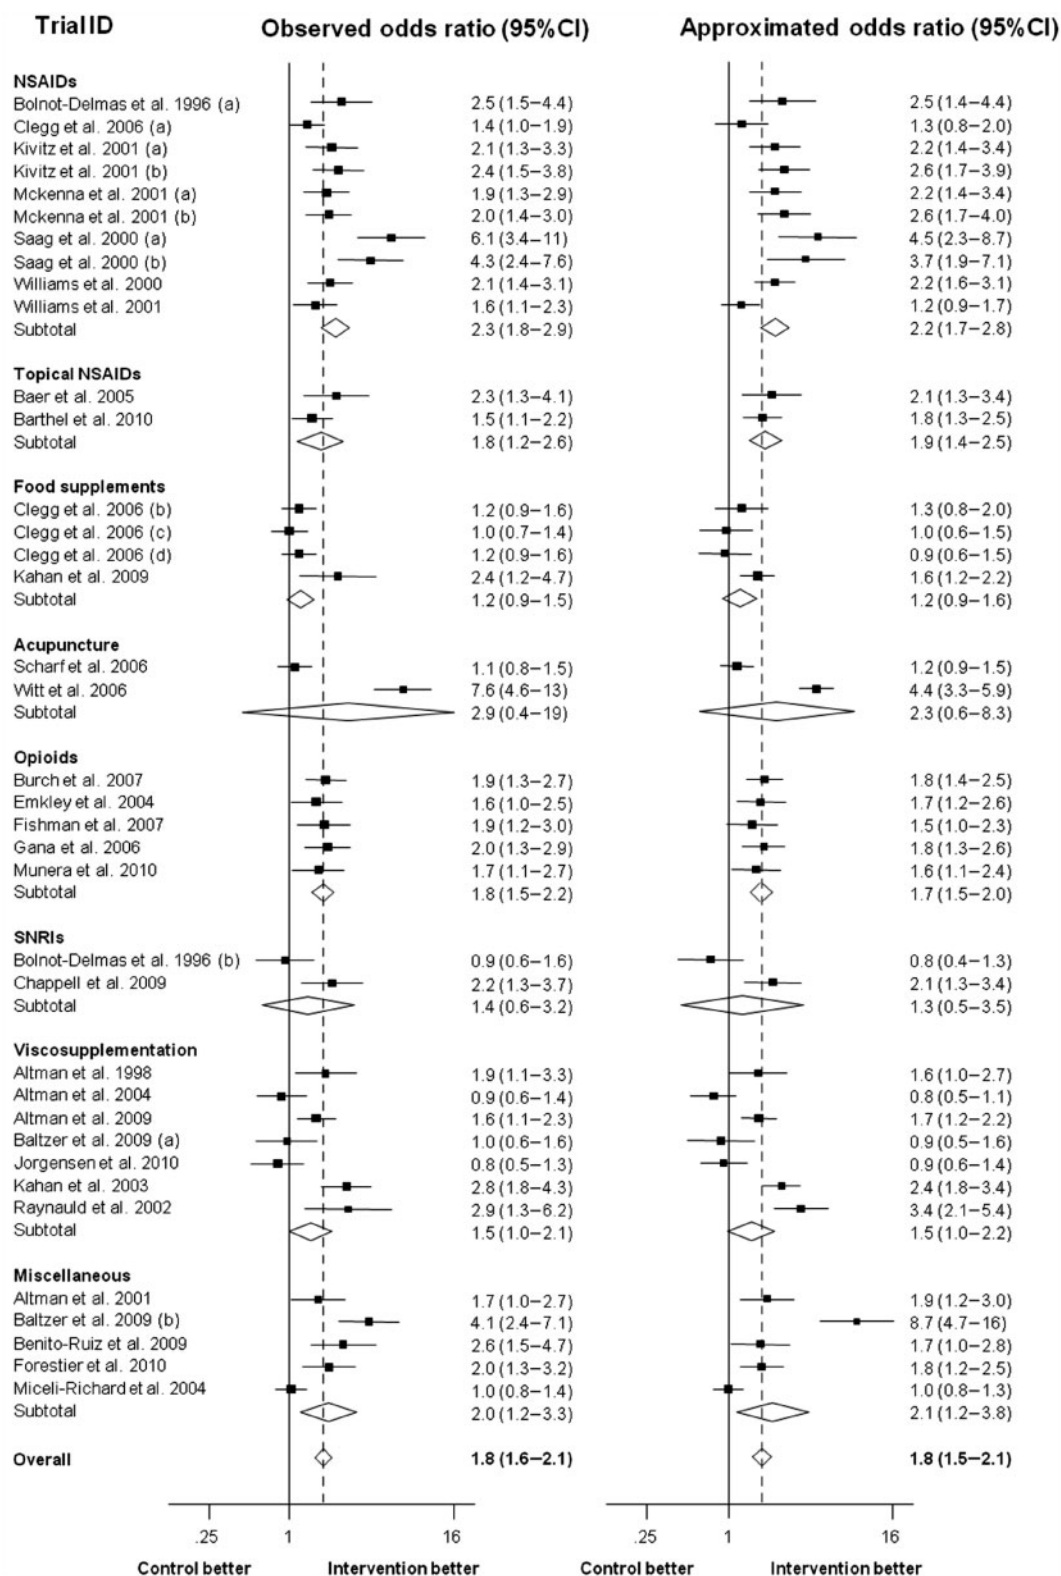 Trial ID Observed odds ratio (95%CI) Approximated odds ratio (95%CI)
NSAIDs
Bolnot-Delmas et al. 1996 (a) 2.5 (1.5–4.4) 2.5 (1.4–4.4)
Clegg et al. 2006 (a) 1.4 (1.0–1.9) 1.3 (0.8–2.0)
Kivitz et al. 2001 (a) 2.1 (1.3–3.3) 2.2 (1.4–3.4)
Kivitz et al. 2001 (b) 2.4 (1.5–3.8) 2.6 (1.7–3.9)
Mckenna et al. 2001 (a) 1.9 (1.3–2.9) 2.2 (1.4–3.4)
Mckenna et al. 2001 (b) 2.0 (1.4–3.0) 2.6 (1.7–4.0)
Saag et al. 2000 (a) 6.1 (3.4–11) 4.5 (2.3–8.7)
Saag et al. 2000 (b) 4.3 (2.4–7.6) 3.7 (1.9–7.1)
Williams et al. 2000 2.1 (1.4–3.1) 2.2 (1.6–3.1)
Williams et al. 2001 1.6 (1.1–2.3) 1.2 (0.9–1.7)
Subtotal 2.3 (1.8–2.9) 2.2 (1.7–2.8)
Topical NSAIDs
Baer et al. 2005 2.3 (1.3–4.1) 2.1 (1.3–3.4)
Barthel et al. 2010 1.5 (1.1–2.2) 1.8 (1.3–2.5)
Subtotal 1.8 (1.2–2.6) 1.9 (1.4–2.5)
Food supplements
Clegg et al. 2006 (b) 1.2 (0.9–1.6) 1.3 (0.8–2.0)
Clegg et al. 2006 (c) 1.0 (0.7–1.4) 1.0 (0.6–1.5)
Clegg et al. 2006 (d) 1.2 (0.9–1.6) 0.9 (0.6–1.5)
Kahan et al. 2009 2.4 (1.2–4.7) 1.6 (1.2–2.2)
Subtotal 1.2 (0.9–1.5) 1.2 (0.9–1.6)
Acupuncture
Scharf et al. 2006 1.1 (0.8–1.5) 1.2 (0.9–1.5)
Witt et al. 2006 7.6 (4.6–13) 4.4 (3.3–5.9)
Subtotal 2.9 (0.4–19) 2.3 (0.6–8.3)
Opioids
Burch et al. 2007 1.9 (1.3–2.7) 1.8 (1.4–2.5)
Emkley et al. 2004 1.6 (1.0–2.5) 1.7 (1.2–2.6)
Fishman et al. 2007 1.9 (1.2–3.0) 1.5 (1.0–2.3)
Gana et al. 2006 2.0 (1.3–2.9) 1.8 (1.3–2.6)
Munera et al. 2010 1.7 (1.1–2.7) 1.6 (1.1–2.4)
Subtotal 1.8 (1.5–2.2) 1.7 (1.5–2.0)
SNRIs
Bolnot-Delmas et al. 1996 (b) 0.9 (0.6–1.6) 0.8 (0.4–1.3)
Chappell et al. 2009 2.2 (1.3–3.7) 2.1 (1.3–3.4)
Subtotal 1.4 (0.6–3.2) 1.3 (0.5–3.5)
Viscosupplementation
Altman et al. 1998 1.9 (1.1–3.3) 1.6 (1.0–2.7)
Altman et al. 2004 0.9 (0.6–1.4) 0.8 (0.5–1.1)
Altman et al. 2009 1.6 (1.1–2.3) 1.7 (1.2–2.2)
Baltzer et al. 2009 (a) 1.0 (0.6–1.6) 0.9 (0.5–1.6)
Jorgensen et al. 2010 0.8 (0.5–1.3) 0.9 (0.6–1.4)
Kahan et al. 2003 2.8 (1.8–4.3) 2.4 (1.8–3.4)
Raynauld et al. 2002 2.9 (1.3–6.2) 3.4 (2.1–5.4)
Subtotal 1.5 (1.0–2.1) 1.5 (1.0–2.2)
Miscellaneous
Altman et al. 2001 1.7 (1.0–2.7) 1.9 (1.2–3.0)
Baltzer et al. 2009 (b) 4.1 (2.4–7.1) 8.7 (4.7–16)
Benito-Ruiz et al. 2009 2.6 (1.5–4.7) 1.7 (1.0–2.8)
Forestier et al. 2010 2.0 (1.3–3.2) 1.8 (1.2–2.5)
Miceli-Richard et al. 2004 1.0 (0.8–1.4) 1.0 (0.8–1.3)
Subtotal 2.0 (1.2–3.3) 2.1 (1.2–3.8)
Overall 1.8 (1.6–2.1) 1.8 (1.5–2.1)
.25 1 16 .25 1 16
Control better Intervention better Control better Intervention better